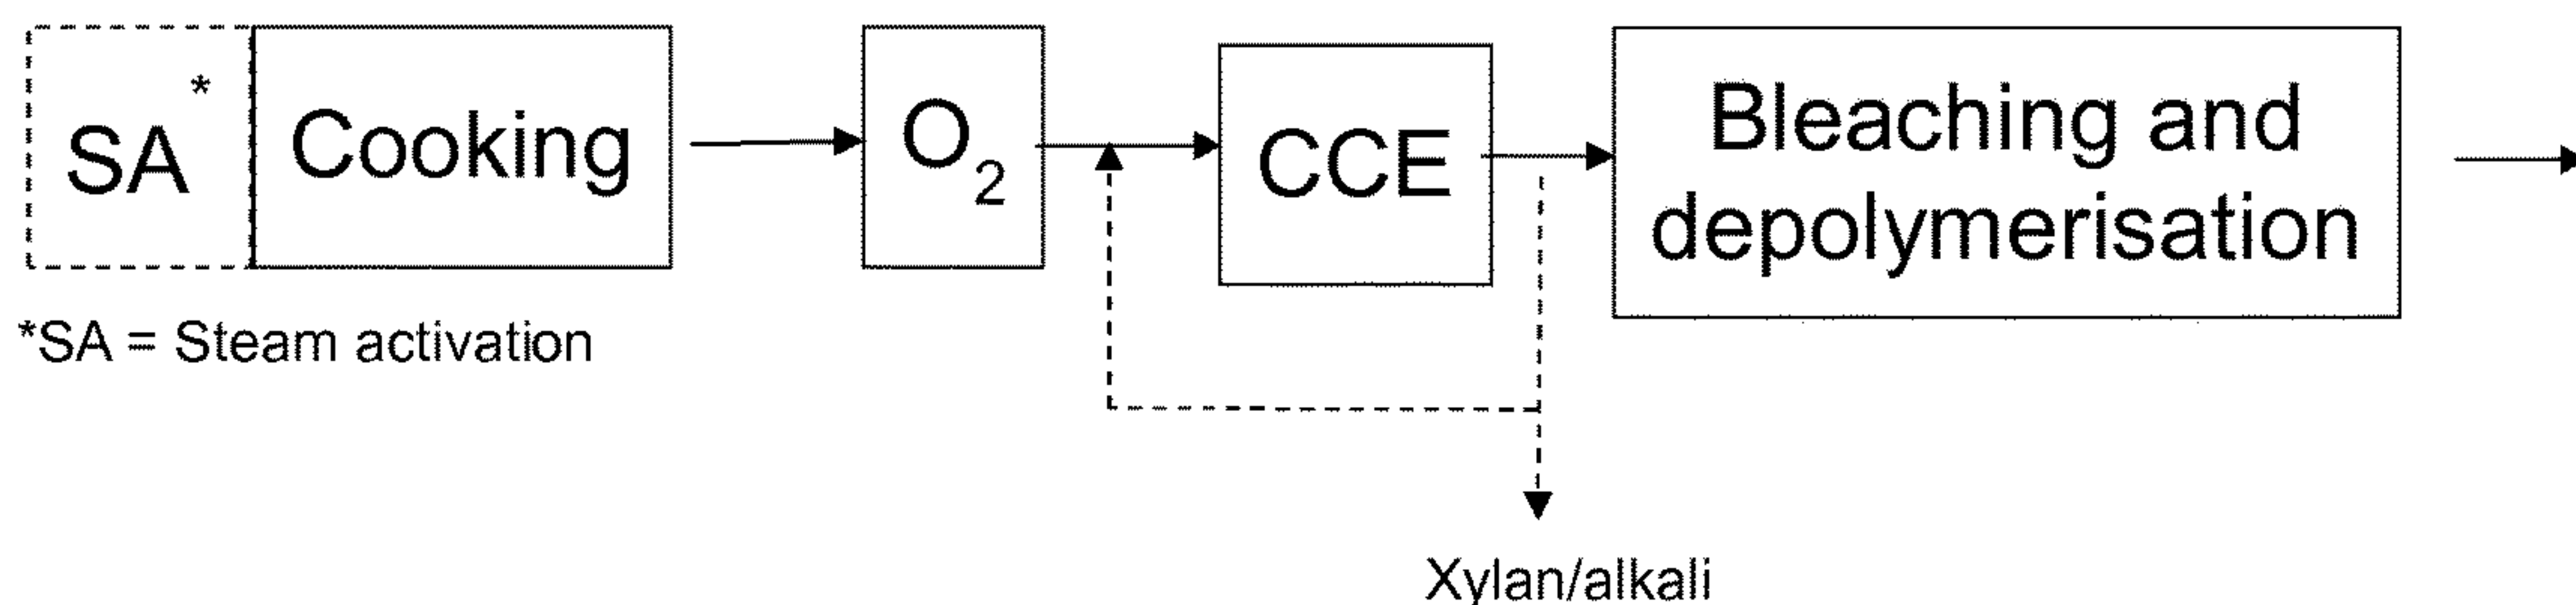 SA*
Cooking
O₂
CCE
Bleaching and
depolymerisation
*SA = Steam activation
Xylan/alkali